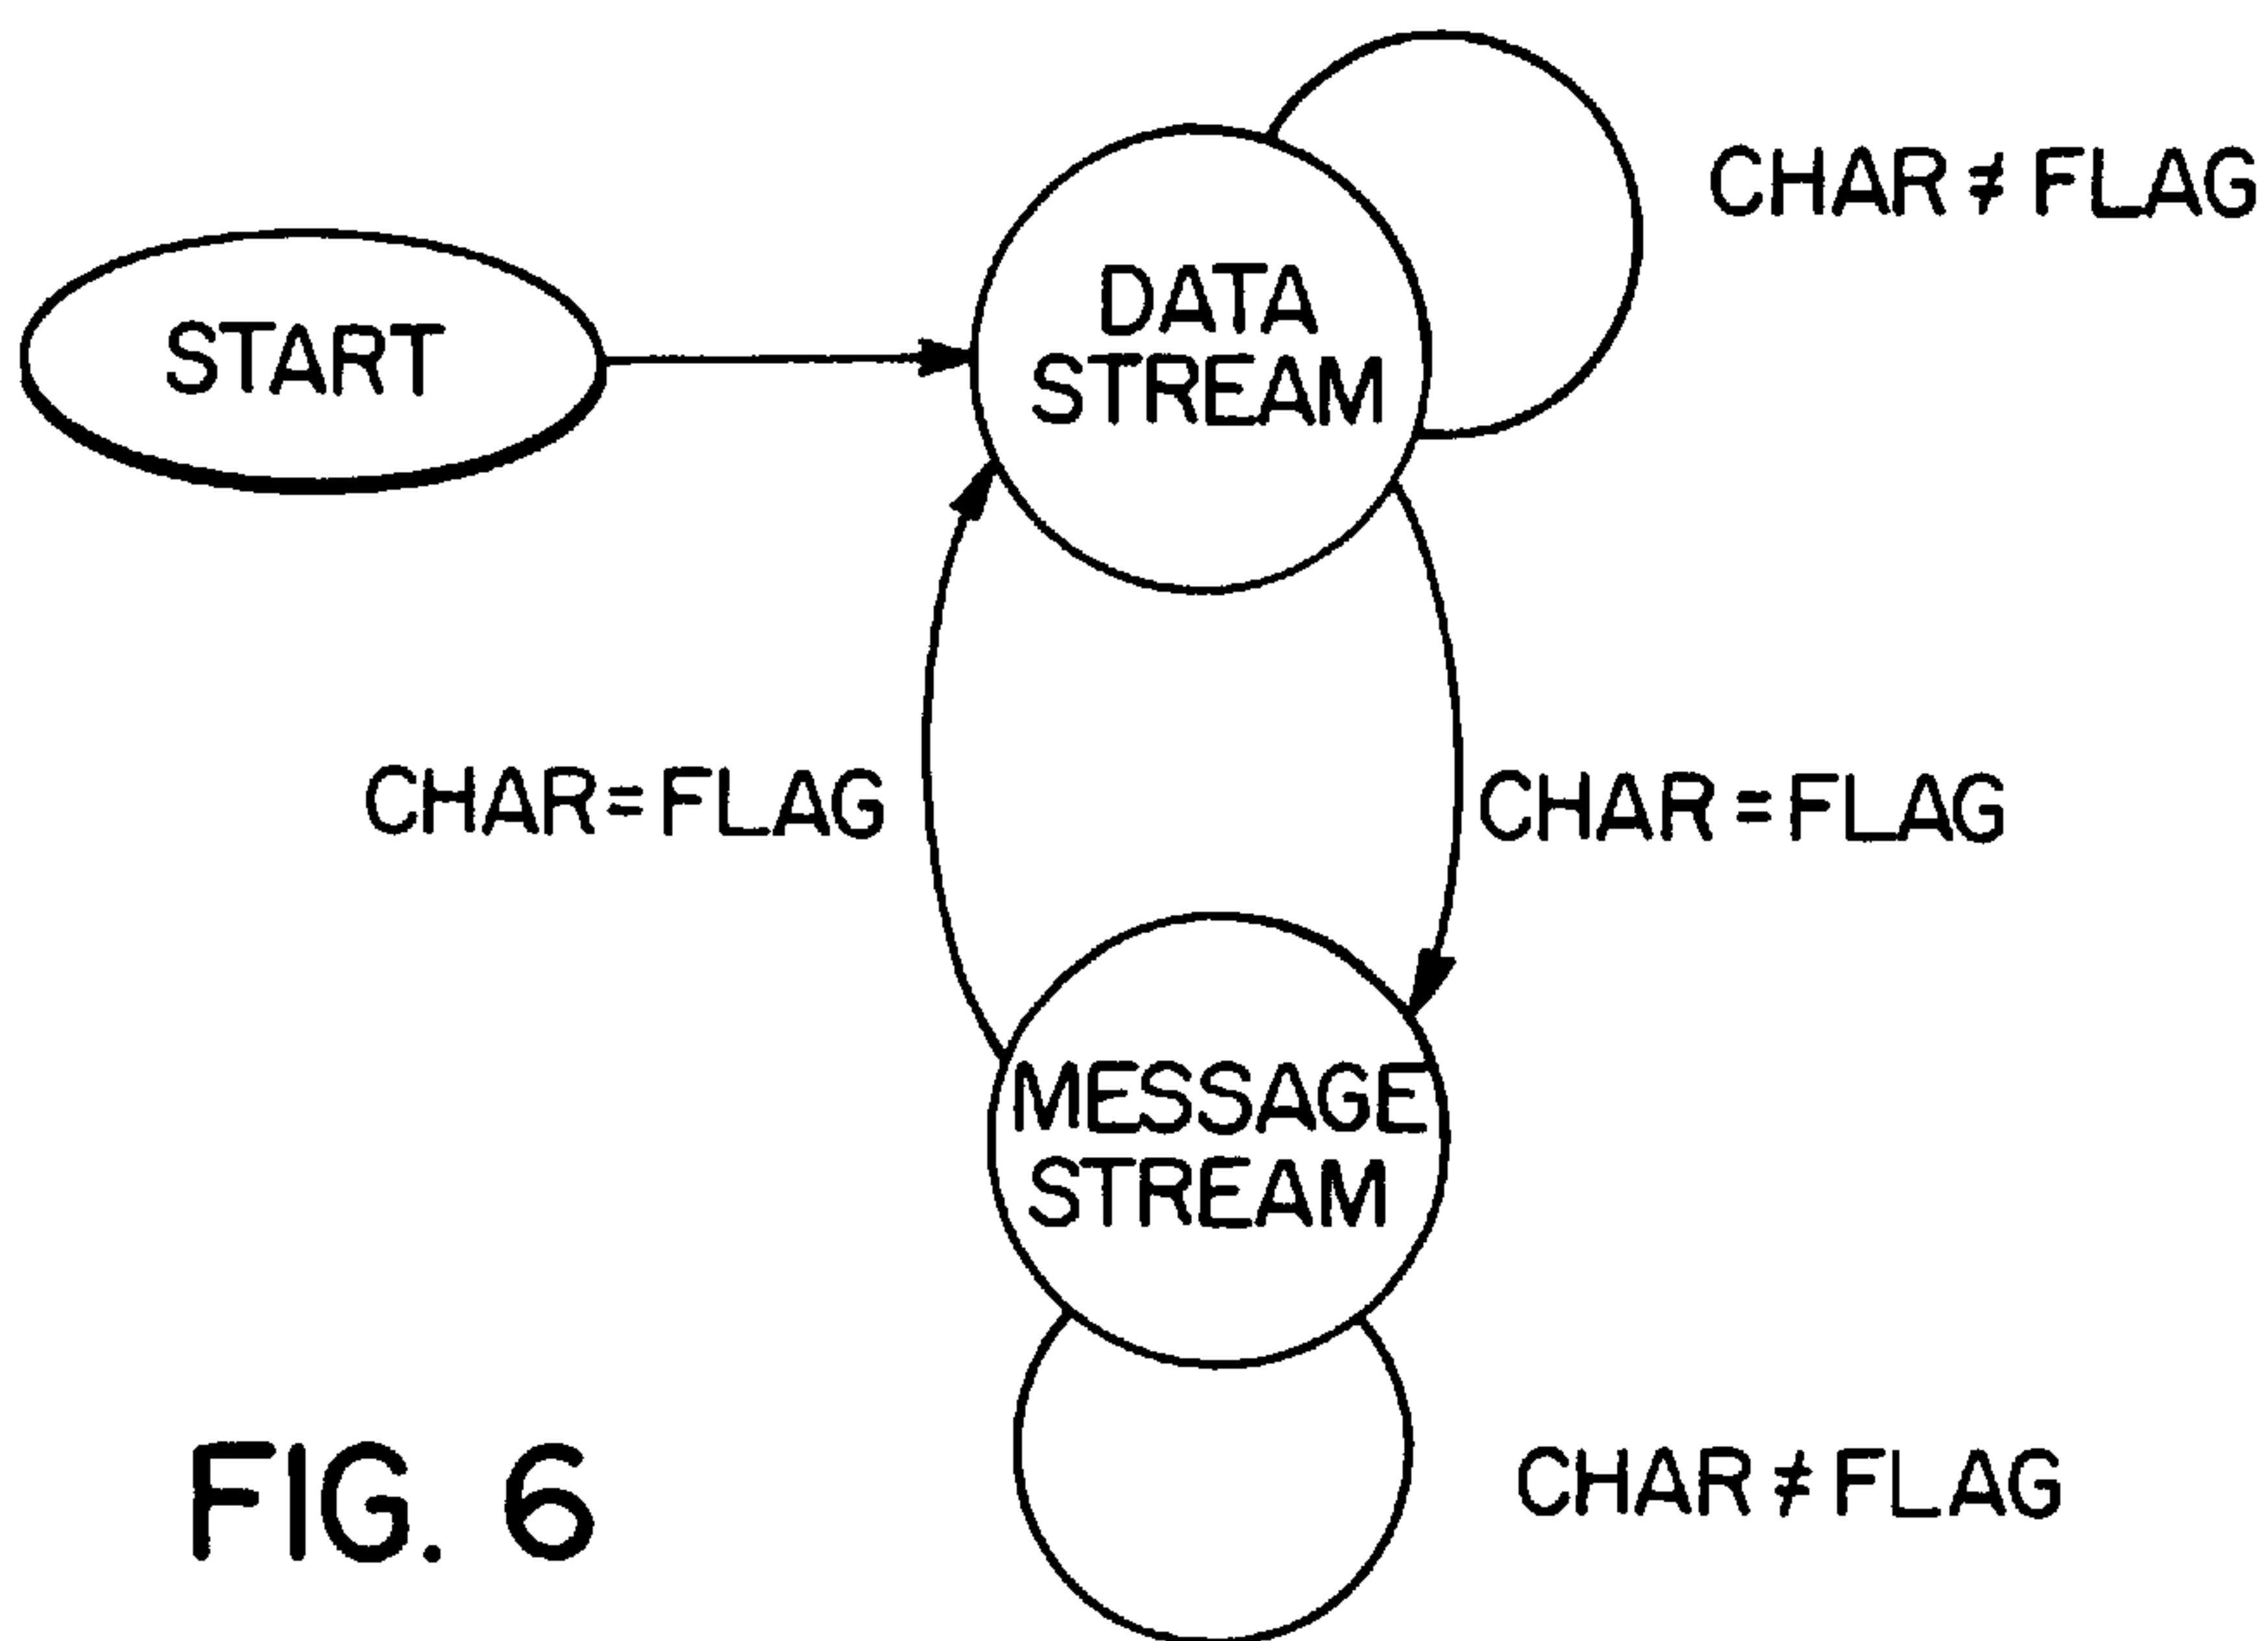 CHAR ≠ FLAG
START
DATA
STREAM
CHAR = FLAG
CHAR = FLAG
MESSAGE
STREAM
FIG. 6
CHAR ≠ FLAG